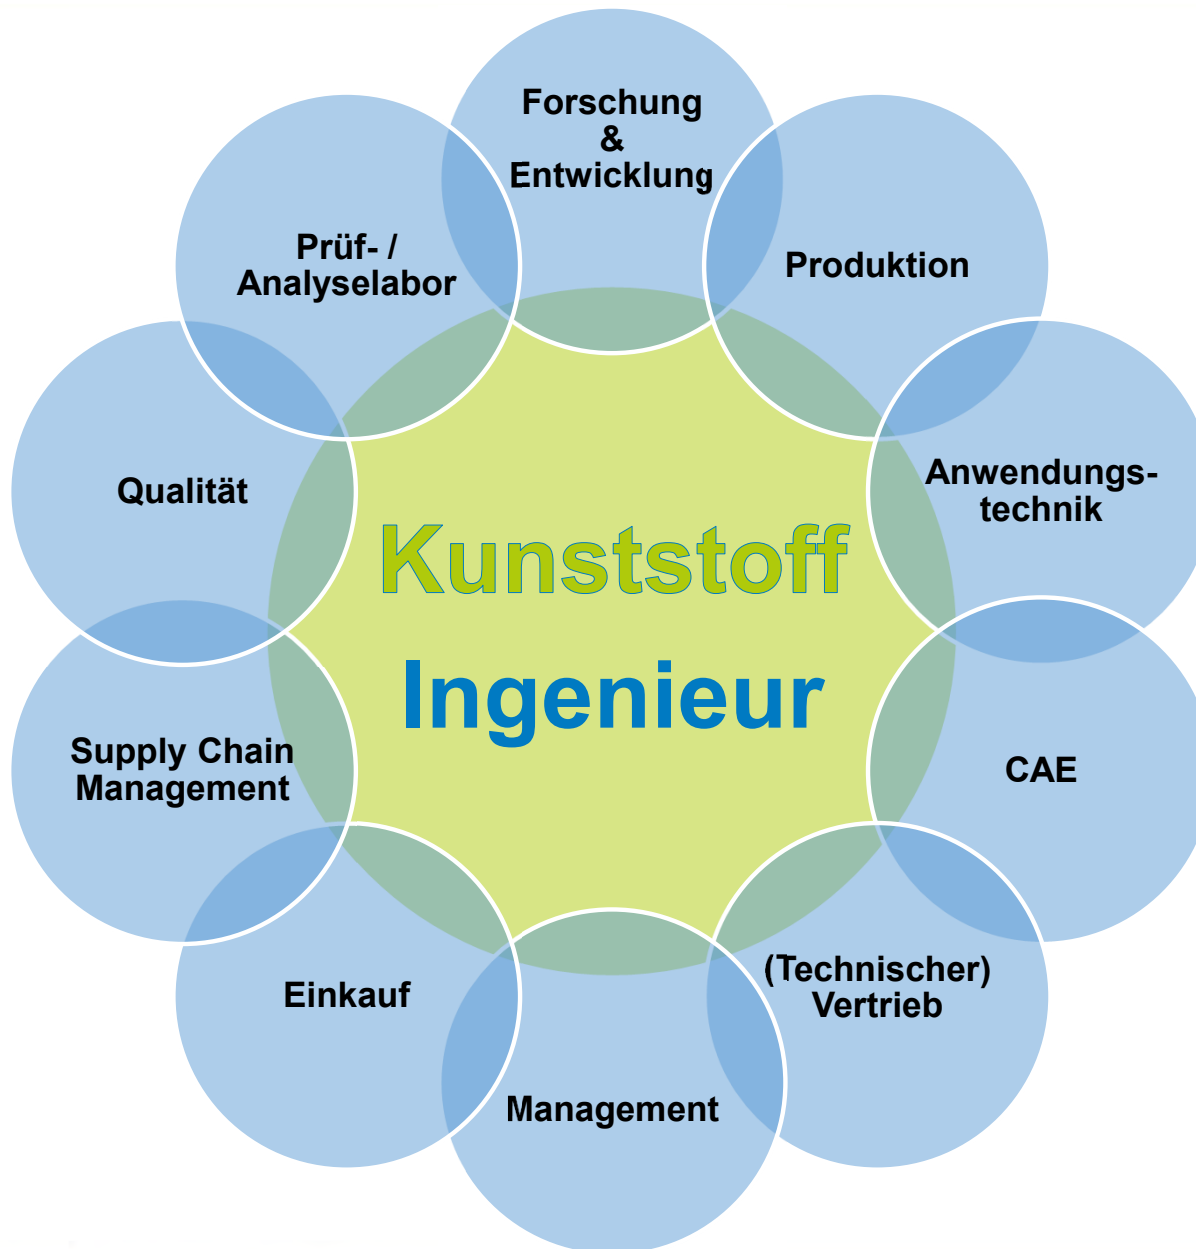 Forschung
&
Entwicklung
Prüf- /
Analyselabor
Produktion
Qualität
Anwendungs-
technik
Kunststoff
Ingenieur
Supply Chain
Management
CAE
Einkauf
(Technischer)
Vertrieb
Management